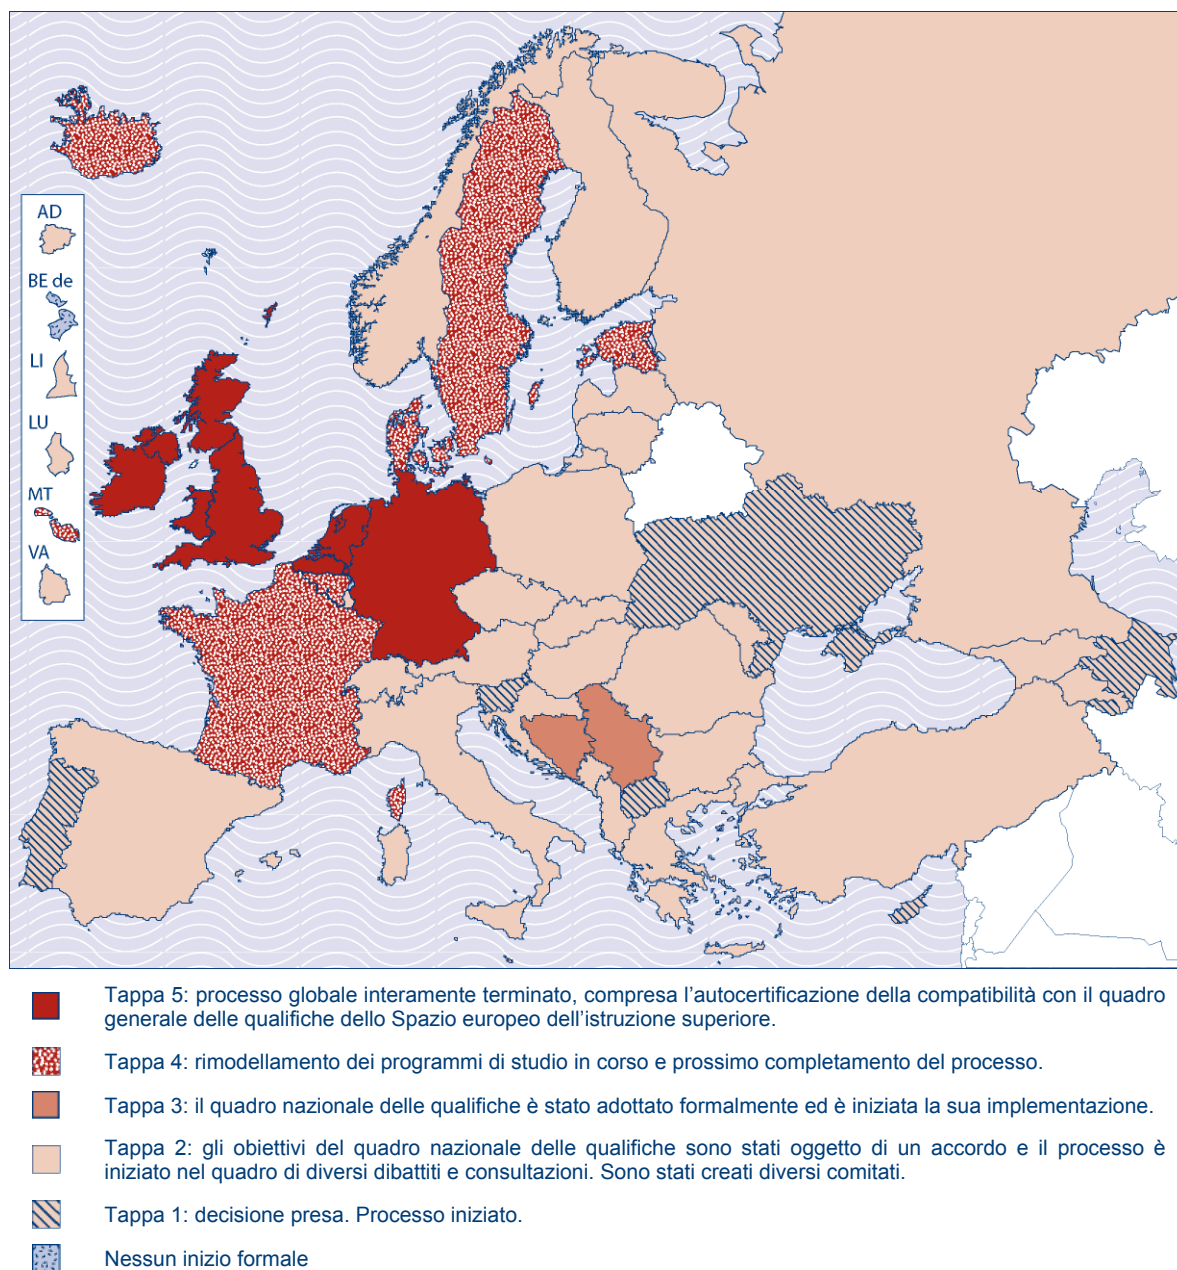 AD
BE de
LI
LU
MT
VA
Tappa 5: processo globale interamente terminato, compresa l’autocertificazione della compatibilità con il quadro
generale delle qualifiche dello Spazio europeo dell’istruzione superiore.
Tappa 4: rimodellamento dei programmi di studio in corso e prossimo completamento del processo.
Tappa 3: il quadro nazionale delle qualifiche è stato adottato formalmente ed è iniziata la sua implementazione.
Tappa 2: gli obiettivi del quadro nazionale delle qualifiche sono stati oggetto di un accordo e il processo è
iniziato nel quadro di diversi dibattiti e consultazioni. Sono stati creati diversi comitati.
Tappa 1: decisione presa. Processo iniziato.
Nessun inizio formale